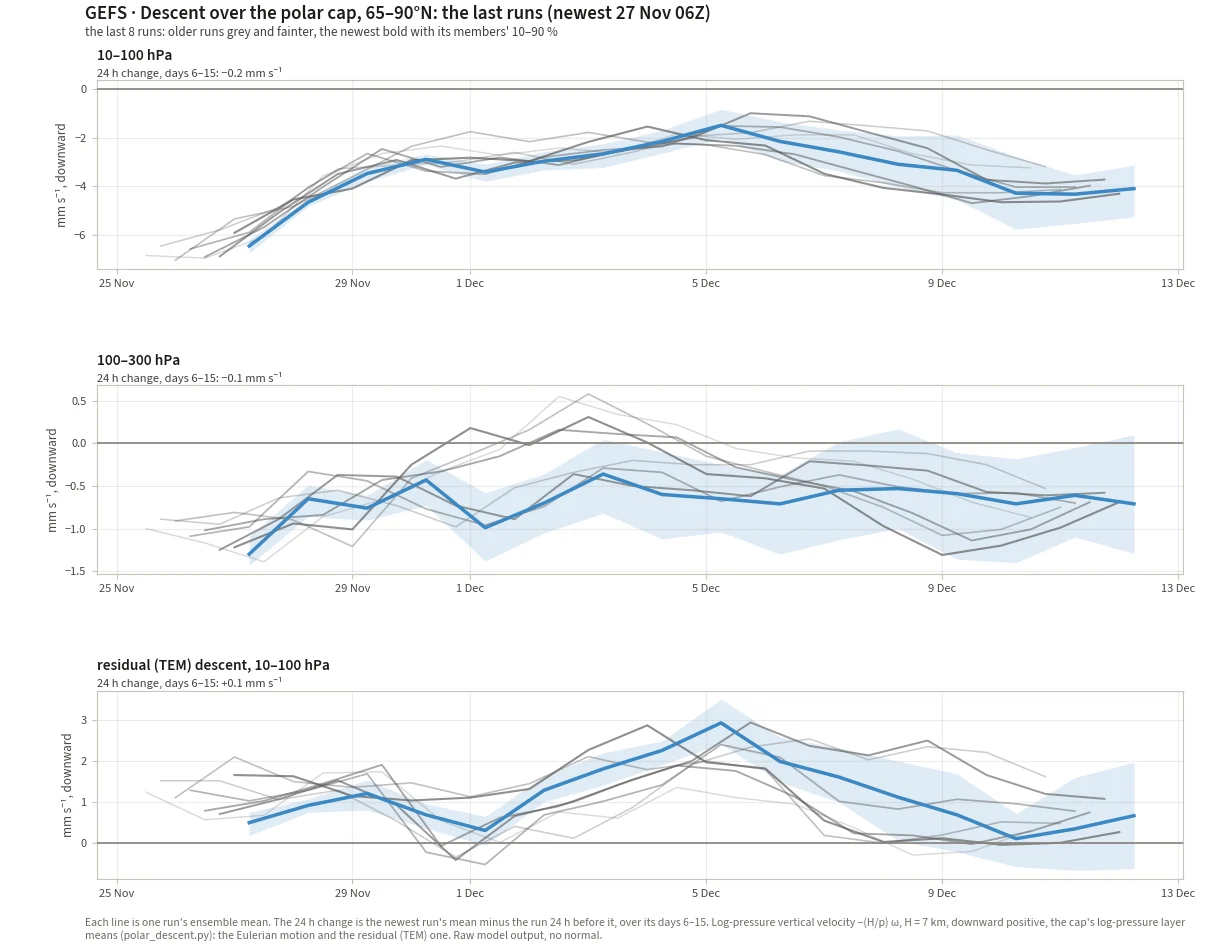 GEFS · Descent over the polar cap, 65–90°N: the last runs (newest 27 Nov 06Z)
the last 8 runs: older runs grey and fainter, the newest bold with its members' 10–90 %
10–100 hPa
24 h change, days 6–15: −0.2 mm s⁻¹
mm s⁻¹, downward
0
−2
−4
−6
25 Nov
29 Nov
1 Dec
5 Dec
9 Dec
13 Dec
100–300 hPa
24 h change, days 6–15: −0.1 mm s⁻¹
mm s⁻¹, downward
0.5
0.0
−0.5
−1.0
−1.5
25 Nov
29 Nov
1 Dec
5 Dec
9 Dec
13 Dec
residual (TEM) descent, 10–100 hPa
24 h change, days 6–15: +0.1 mm s⁻¹
mm s⁻¹, downward
3
2
1
0
25 Nov
29 Nov
1 Dec
5 Dec
9 Dec
13 Dec
Each line is one run's ensemble mean. The 24 h change is the newest run's mean minus the run 24 h before it, over its days 6–15. Log-pressure vertical velocity −(H/p) ω, H = 7 km, downward positive, the cap's log-pressure layer
means (polar_descent.py): the Eulerian motion and the residual (TEM) one. Raw model output, no normal.